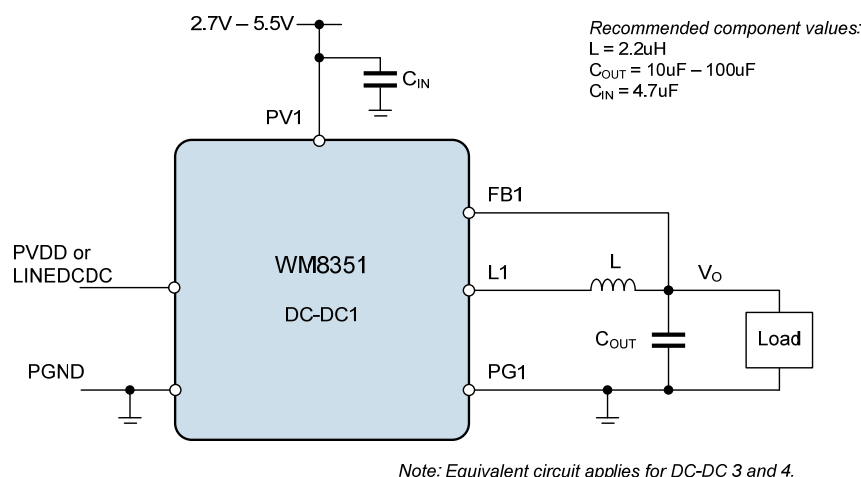 2.7V – 5.5V
Recommended component values:
L = 2.2uH
COUT = 10uF – 100uF
CIN = 4.7uF
CIN
PV1
FB1
PVDD or
LINEDCDC
WM8351
DC-DC1
L1
L
VO
COUT
Load
PGND
PG1
Note: Equivalent circuit applies for DC-DC 3 and 4.